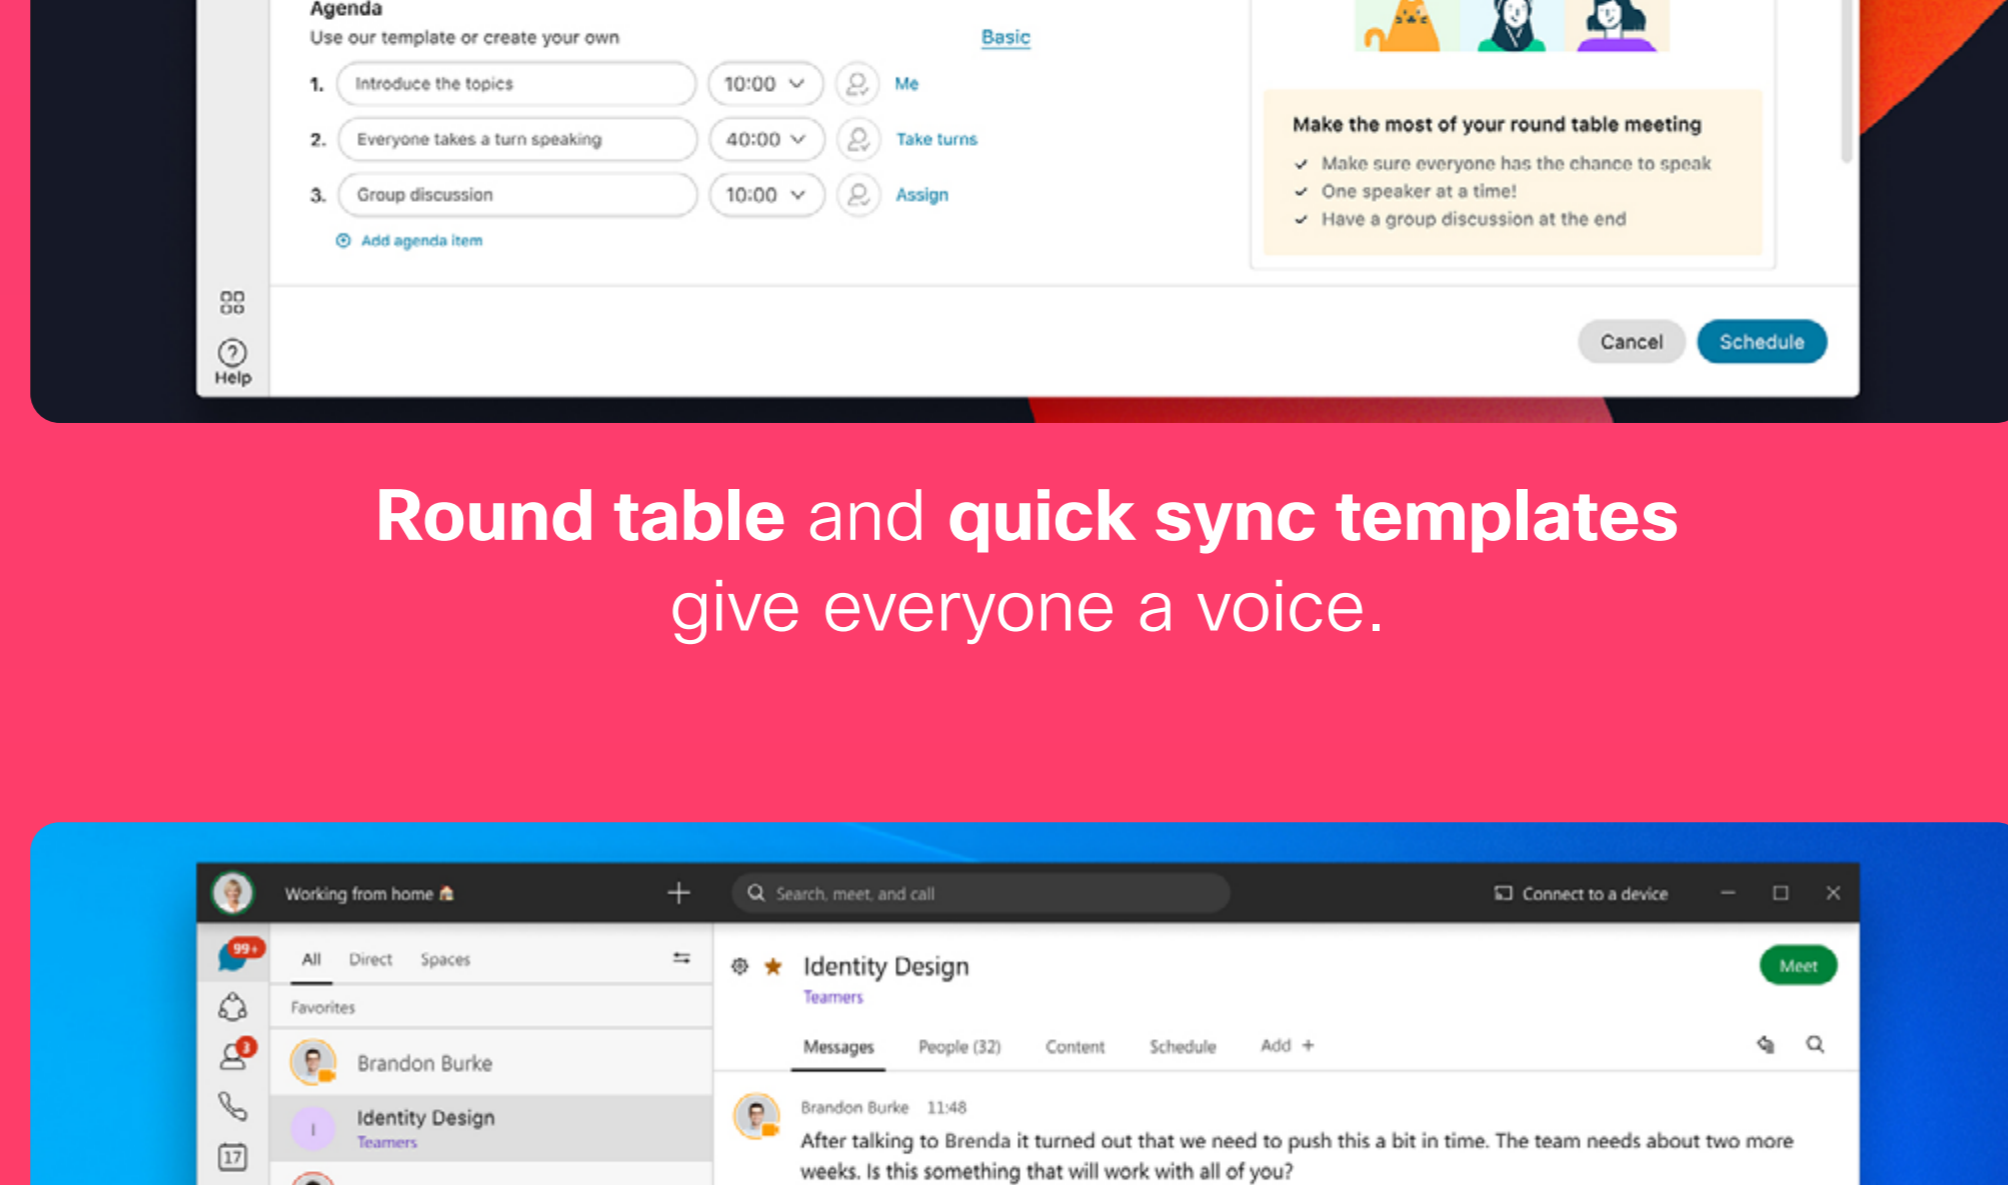 Agenda
Use our template or create your own
Basic
1. Introduce the topics 10:00 Me
2. Everyone takes a turn speaking 40:00 Take turns
3. Group discussion 10:00 Assign
Add agenda item
Make the most of your round table meeting
Make sure everyone has the chance to speak
One speaker at a time!
Have a group discussion at the end
Help
Cancel
Schedule
Round table and quick sync templates
give everyone a voice.
Working from home
Search, meet, and call
Connect to a device
99+
All Direct Spaces
Favorites
3
Brandon Burke
I
Identity Design
Teamers
17
Identity Design
Teamers
Meet
Messages People (32) Content Schedule Add +
Brandon Burke 11:48
After talking to Brenda it turned out that we need to push this a bit in time. The team needs about two more
weeks. Is this something that will work with all of you?